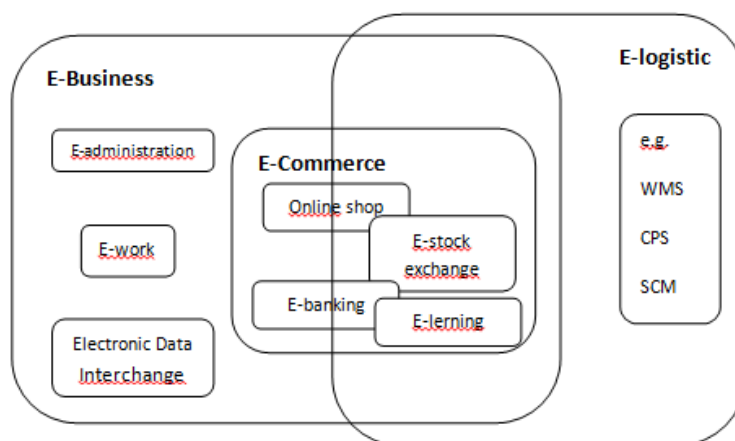 E-Business
E-administration
E-work
Electronic Data
Interchange
E-Commerce
Online shop
E-stock
exchange
E-banking
E-lerning
E-logistic
e.g.
WMS
CPS
SCM